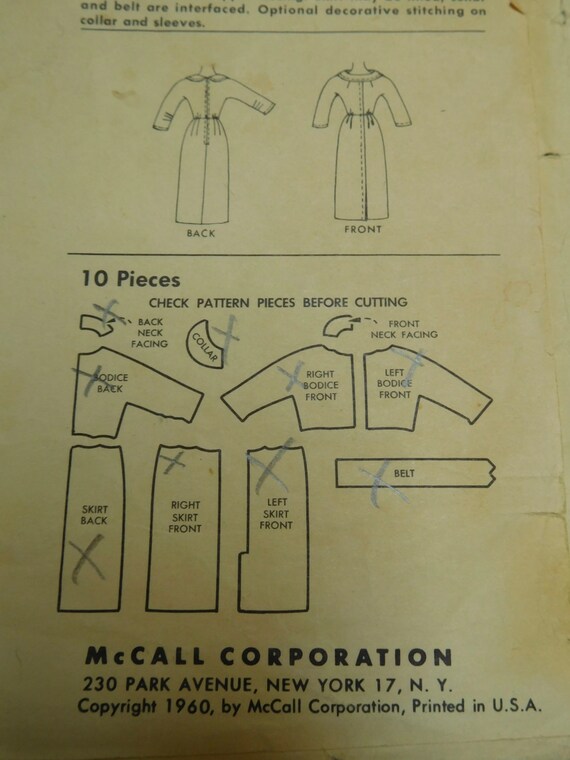 and belt are interfaced. Optional decorative stitching on
collar and sleeves.
BACK
FRONT
10 Pieces
CHECK PATTERN PIECES BEFORE CUTTING
BACK
NECK
FACING
COLLAR
FRONT
NECK FACING
BODICE
BACK
RIGHT
BODICE
FRONT
LEFT
BODICE
FRONT
SKIRT
BACK
RIGHT
SKIRT
FRONT
LEFT
SKIRT
FRONT
BELT
McCALL CORPORATION
230 PARK AVENUE, NEW YORK 17, N. Y.
Copyright 1960, by McCall Corporation, Printed in U.S.A.